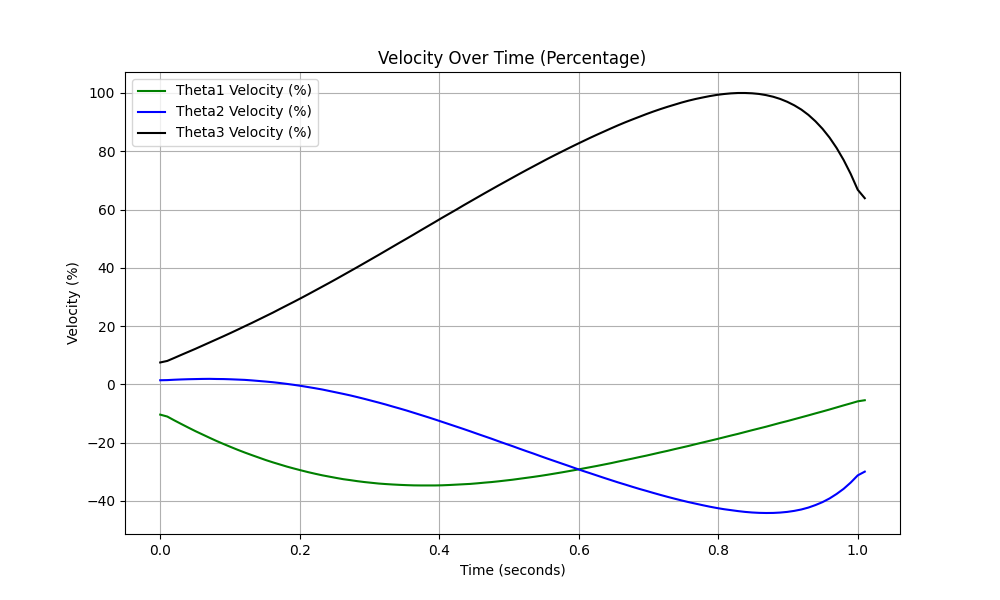 Velocity Over Time (Percentage)
Theta1 Velocity (%)
Theta2 Velocity (%)
Theta3 Velocity (%)
Velocity (%)
100
80
60
40
20
0
−20
−40
0.0 0.2 0.4 0.6 0.8 1.0
Time (seconds)